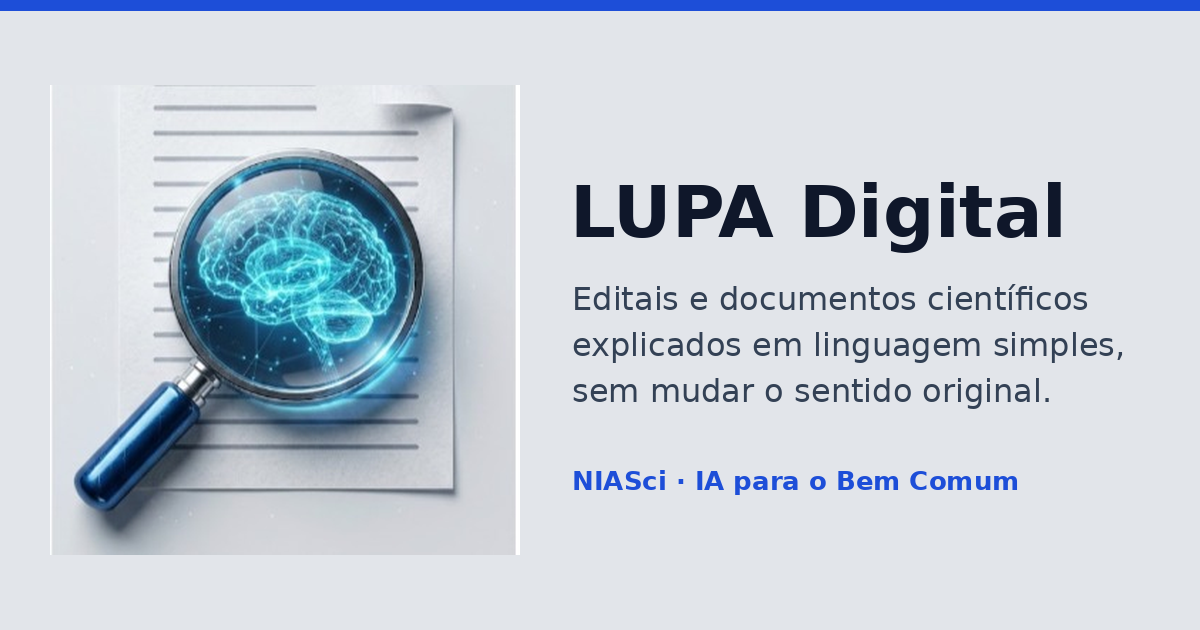 LUPA Digital
Editais e documentos científicos
explicados em linguagem simples,
sem mudar o sentido original.
NIASci · IA para o Bem Comum